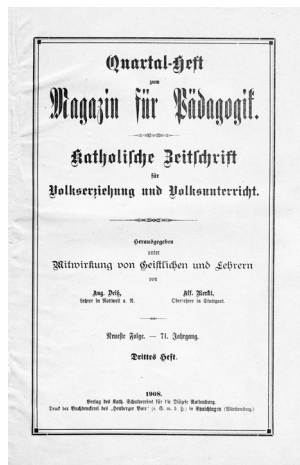 Quartal-Heft
zum
Magazin für Pädagogik.
Katholische Zeitschrift
für
Volkserziehung und Volksunterricht.
Herausgegeben
unter
Mitwirkung von Geistlichen und Lehrern
von
Aug. Deiß,
Lehrer in Rottweil a. N.
Alf. Merkt,
Oberlehrer in Stuttgart.
Neueste Folge. — 71. Jahrgang.
Drittes Heft.
1908.
Verlag des Kath. Schulvereins für die Diözese Rottenburg.
Druck der Buchdruckerei des „Heuberger Bote“ (e. G. m. b. H.) in Spaichingen (Württemberg).